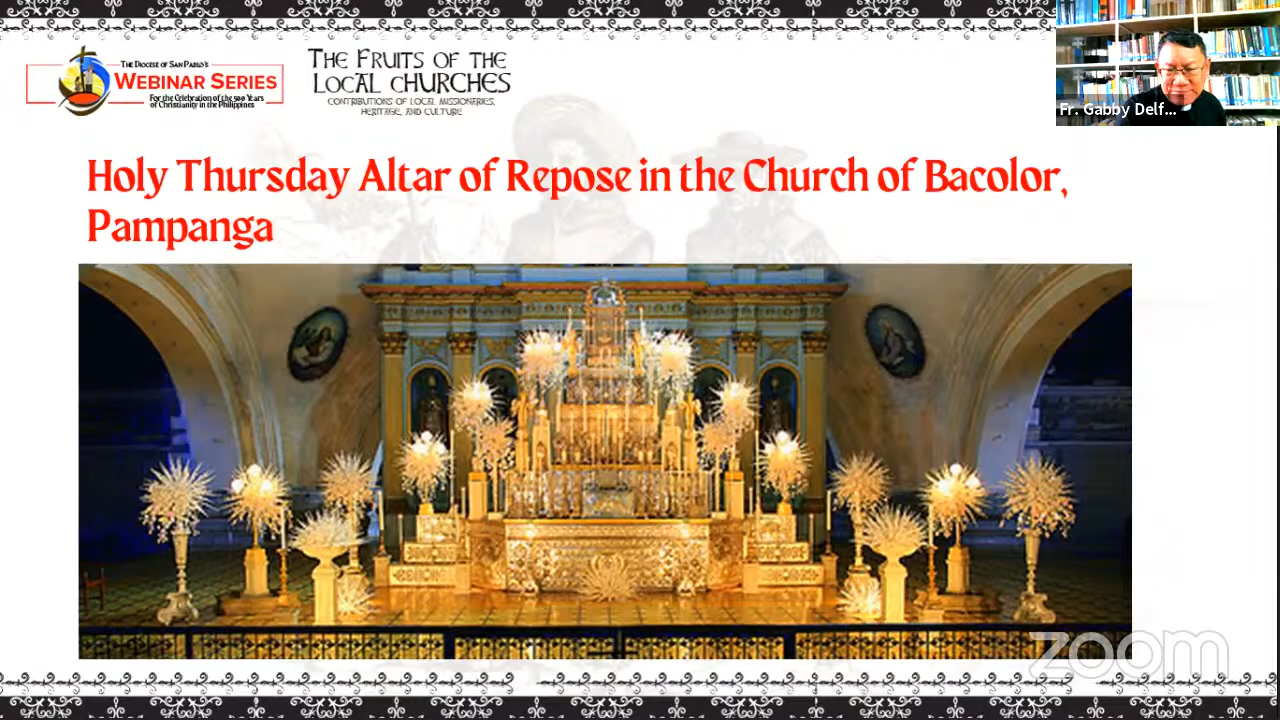 THE DIOCESE OF SAN PABLO'S
WEBINAR SERIES
For the Celebration of the 500 Years
of Christianity in the Philippines
THE FRUITS OF THE
LOCAL CHURCHES
CONTRIBUTIONS OF LOCAL MISSIONARIES,
HERITAGE, AND CULTURE
Fr. Gabby Delf...
Holy Thursday Altar of Repose in the Church of Bacolor,
Pampanga
zoom